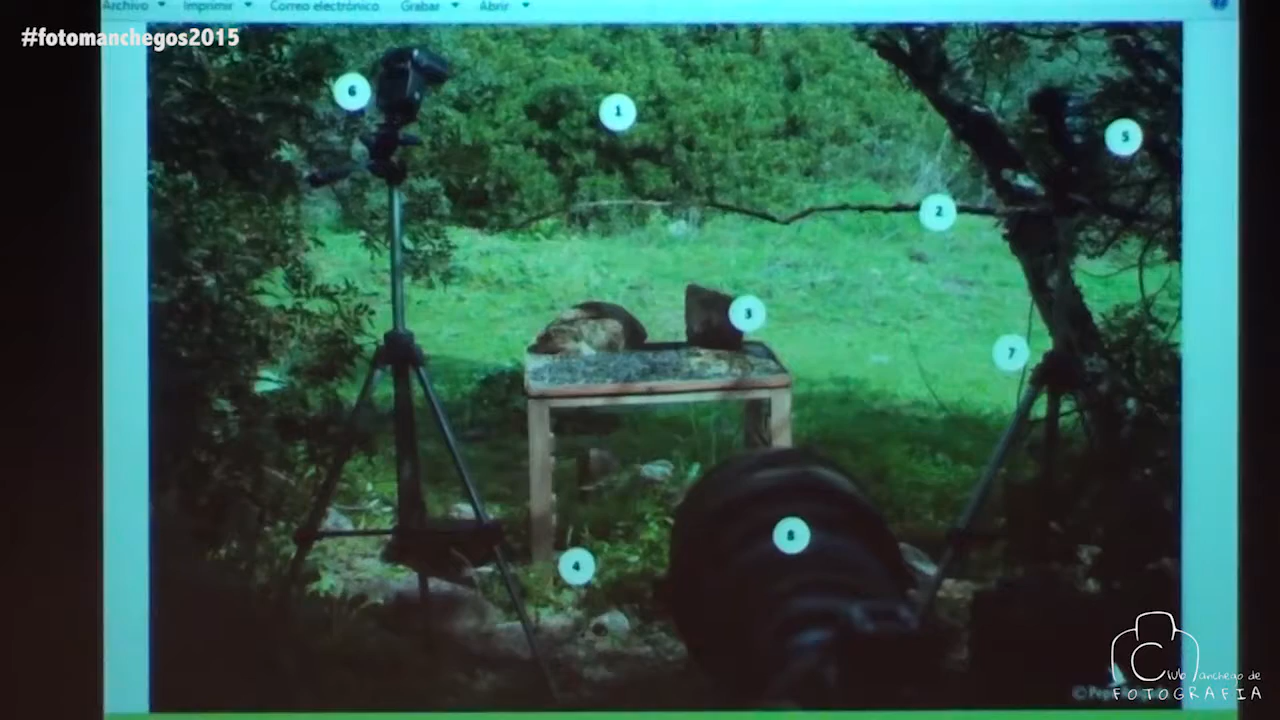 Archivo Imprimir Correo electrónico Grabar Abrir
#fotomanchegos2015
6
1
5
2
3
7
8
4
Club Manchego de
FOTOGRAFIA